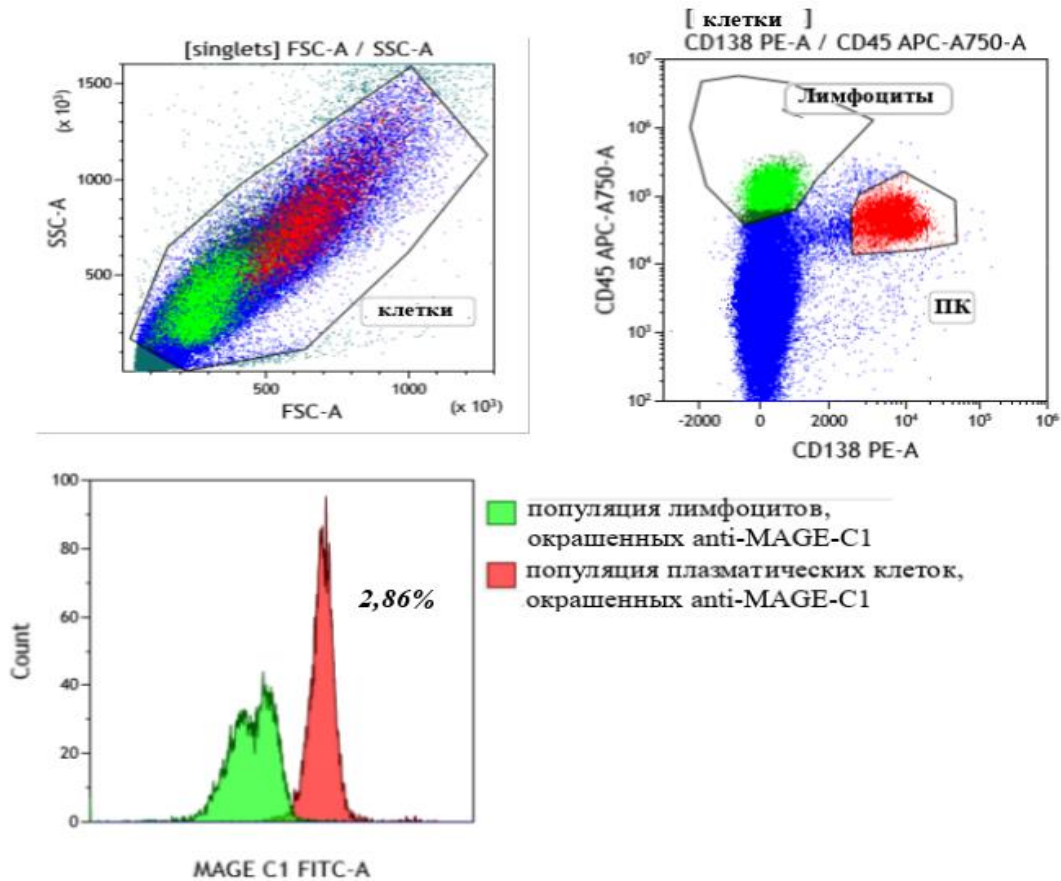 [singlets] FSC-A / SSC-A
1500
(x 10³)
1000
500
SSC-A
клетки
500
1000
FSC-A
(x 10³)
[ клетки ]
CD138 PE-A / CD45 APC-A750-A
10⁷
10⁶
10⁵
10⁴
10³
10²
CD45 APC-A750-A
Лимфоциты
ПК
-2000
0
2000
10⁴
10⁵
10⁶
CD138 PE-A
100
80
60
40
20
0
Count
2,86%
MAGE C1 FITC-A
популяция лимфоцитов,
окрашенных anti-MAGE-C1
популяция плазматических клеток,
окрашенных anti-MAGE-C1